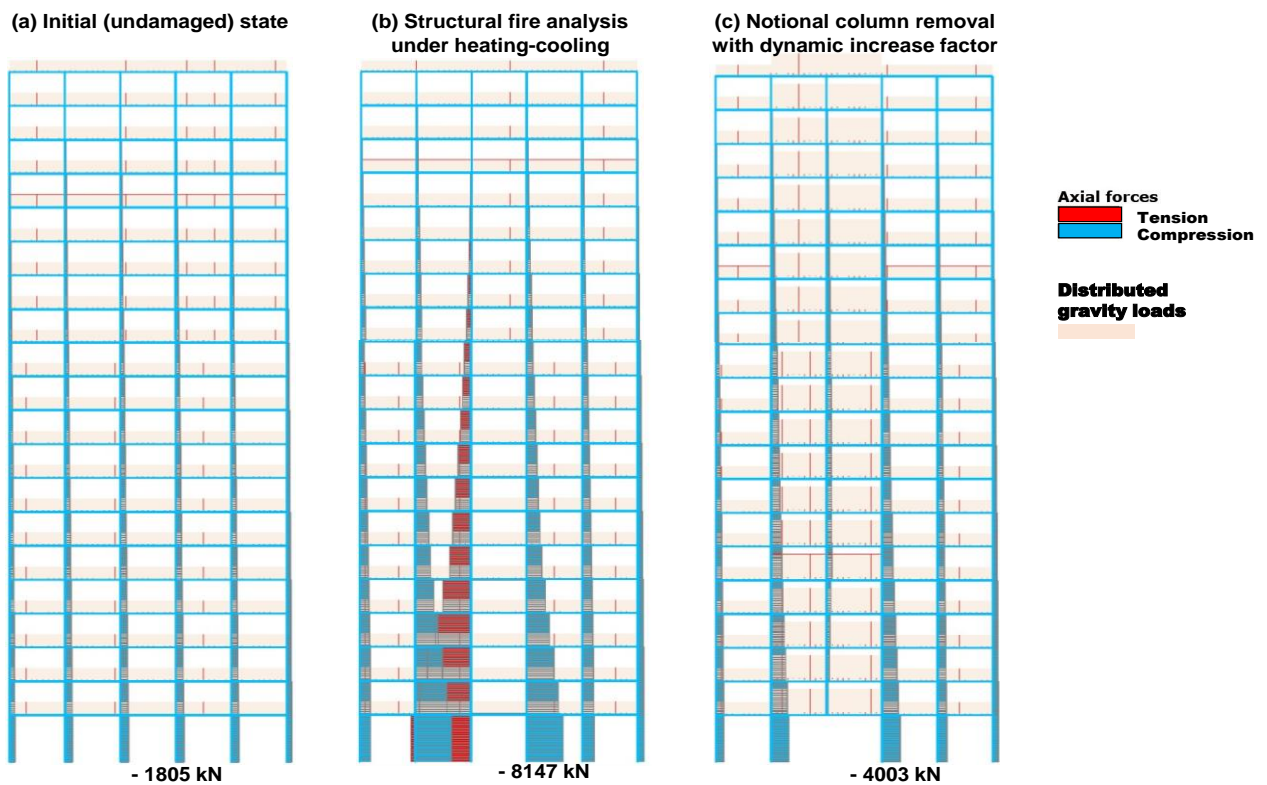 (a) Initial (undamaged) state
(b) Structural fire analysis
under heating-cooling
(c) Notional column removal
with dynamic increase factor
Axial forces
Tension
Compression
Distributed
gravity loads
- 1805 kN
- 8147 kN
- 4003 kN